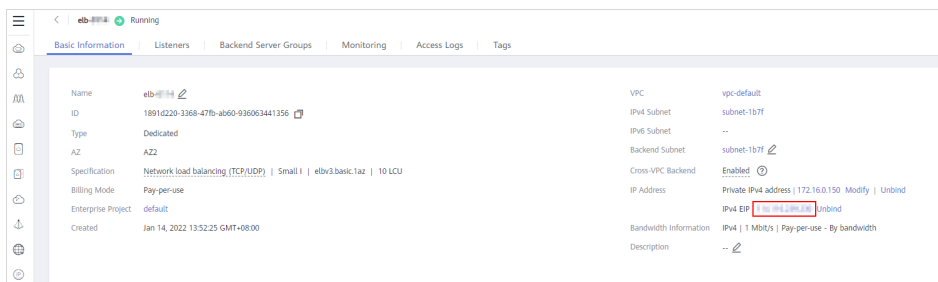 elb- Running
Basic Information Listeners Backend Server Groups Monitoring Access Logs Tags
Name elb-
ID 1891d220-3368-47fb-ab60-936063441356
Type Dedicated
AZ AZ2
Specification Network load balancing (TCP/UDP) | Small I | elbv3.basic.1az | 10 LCU
Billing Mode Pay-per-use
Enterprise Project default
Created Jan 14, 2022 13:52:25 GMT+08:00
VPC vpc-default
IPv4 Subnet subnet-1b7f
IPv6 Subnet --
Backend Subnet subnet-1b7f
Cross-VPC Backend Enabled
IP Address Private IPv4 address | 172.16.0.150 Modify | Unbind
IPv4 EIP Unbind
Bandwidth Information IPv4 | 1 Mbit/s | Pay-per-use - By bandwidth
Description --